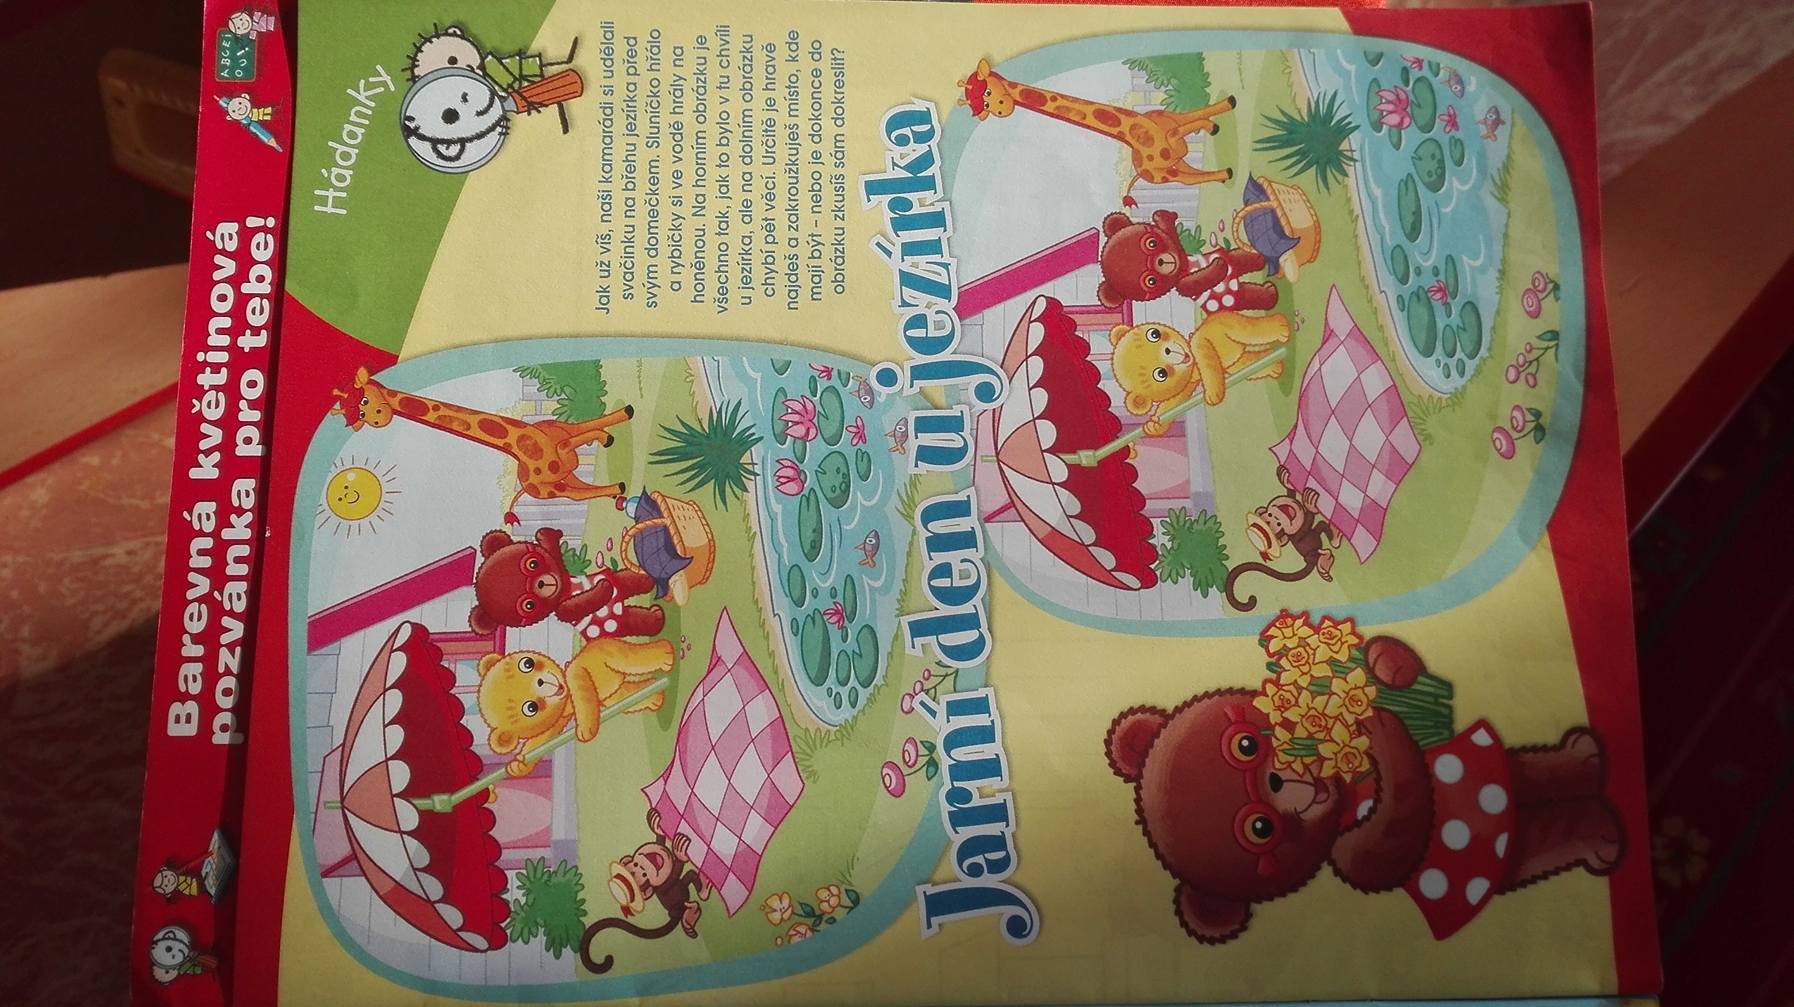 Barevná květinová
pozvánka pro tebe!
Hádanky
Jak už víš, naši kamarádi si udělali
svačinku na břehu jezírka před
svým domečkem. Sluníčko hřálo
a rybičky si ve vodě hrály na
honěnou. Na horním obrázku je
všechno tak, jak to bylo v tu chvíli
u jezírka, ale na dolním obrázku
chybí pět věcí. Určitě je hravě
najdeš a zakroužkuješ místo, kde
mají být – nebo je dokonce do
obrázku zkusíš sám dokreslit?
Jarní den u jezírka